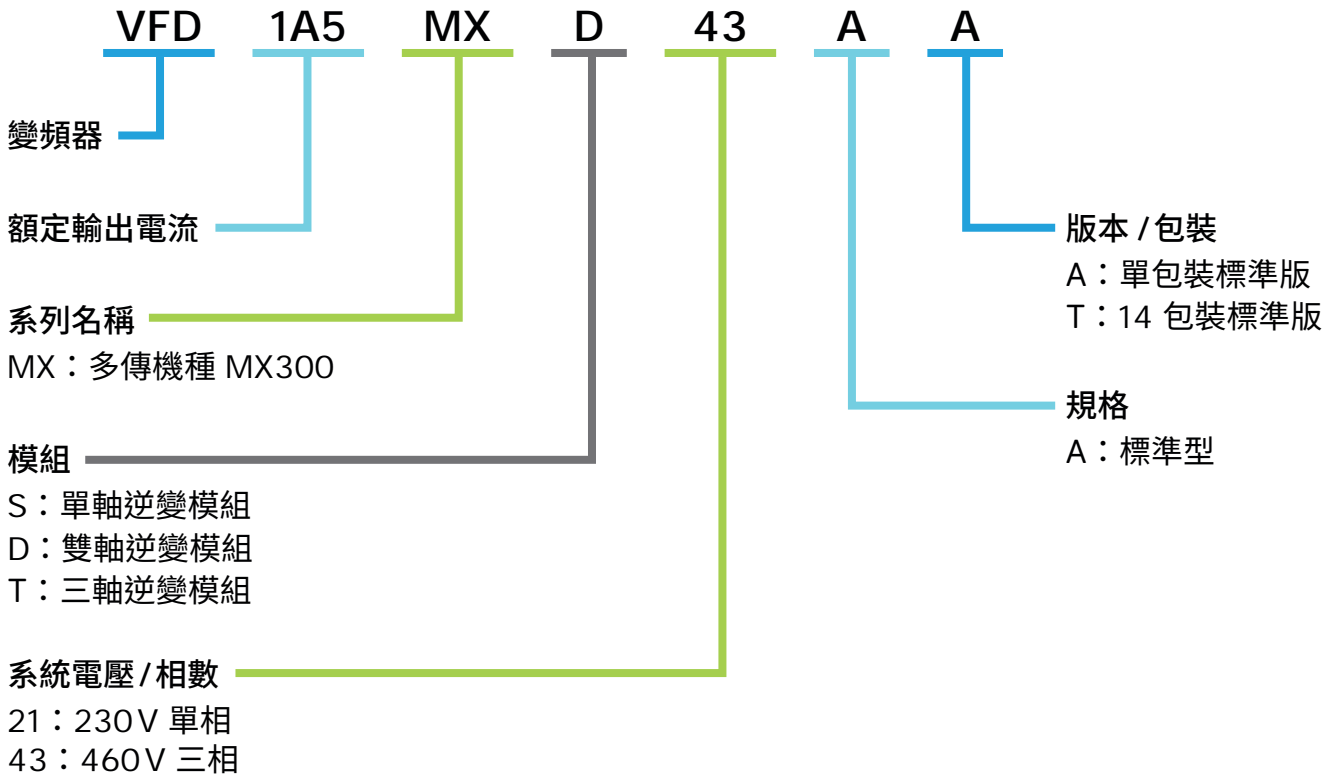 VFD 1A5 MX D 43 A A
變頻器
額定輸出電流
系列名稱
MX：多傳機種 MX300
模組
S：單軸逆變模組
D：雙軸逆變模組
T：三軸逆變模組
系統電壓/相數
21：230V 單相
43：460V 三相
版本 /包裝
A：單包裝標準版
T：14 包裝標準版
規格
A：標準型